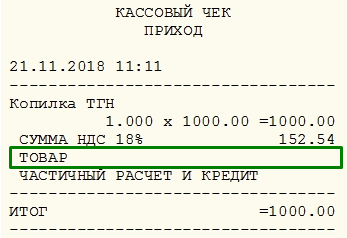 КАССОВЫЙ ЧЕК
ПРИХОД
21.11.2018 11:11
Копилка ТГН
1.000 х 1000.00 =1000.00
СУММА НДС 18% 152.54
ТОВАР
ЧАСТИЧНЫЙ РАСЧЕТ И КРЕДИТ
ИТОГ =1000.00